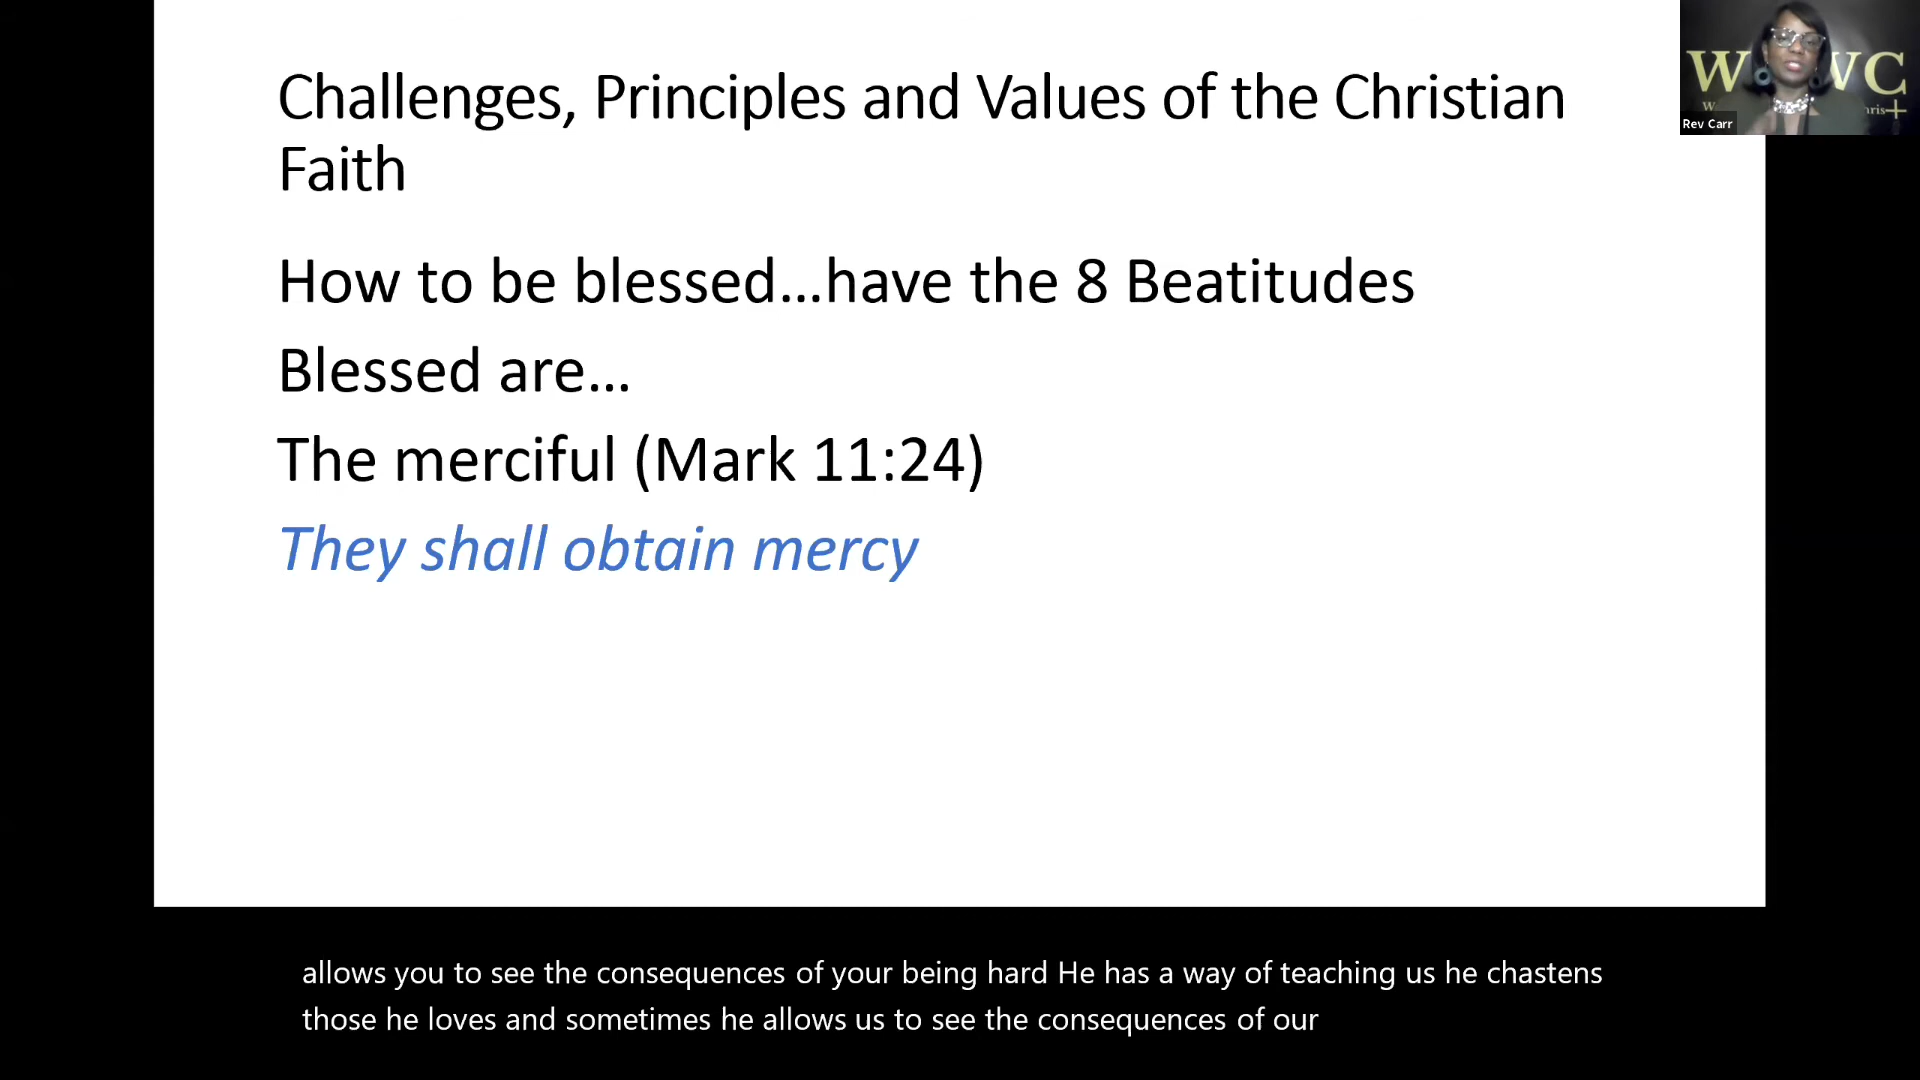 Challenges, Principles and Values of the Christian
Faith
How to be blessed...have the 8 Beatitudes
Blessed are...
The merciful (Mark 11:24)
They shall obtain mercy
Rev Carr
allows you to see the consequences of your being hard He has a way of teaching us he chastens
those he loves and sometimes he allows us to see the consequences of our